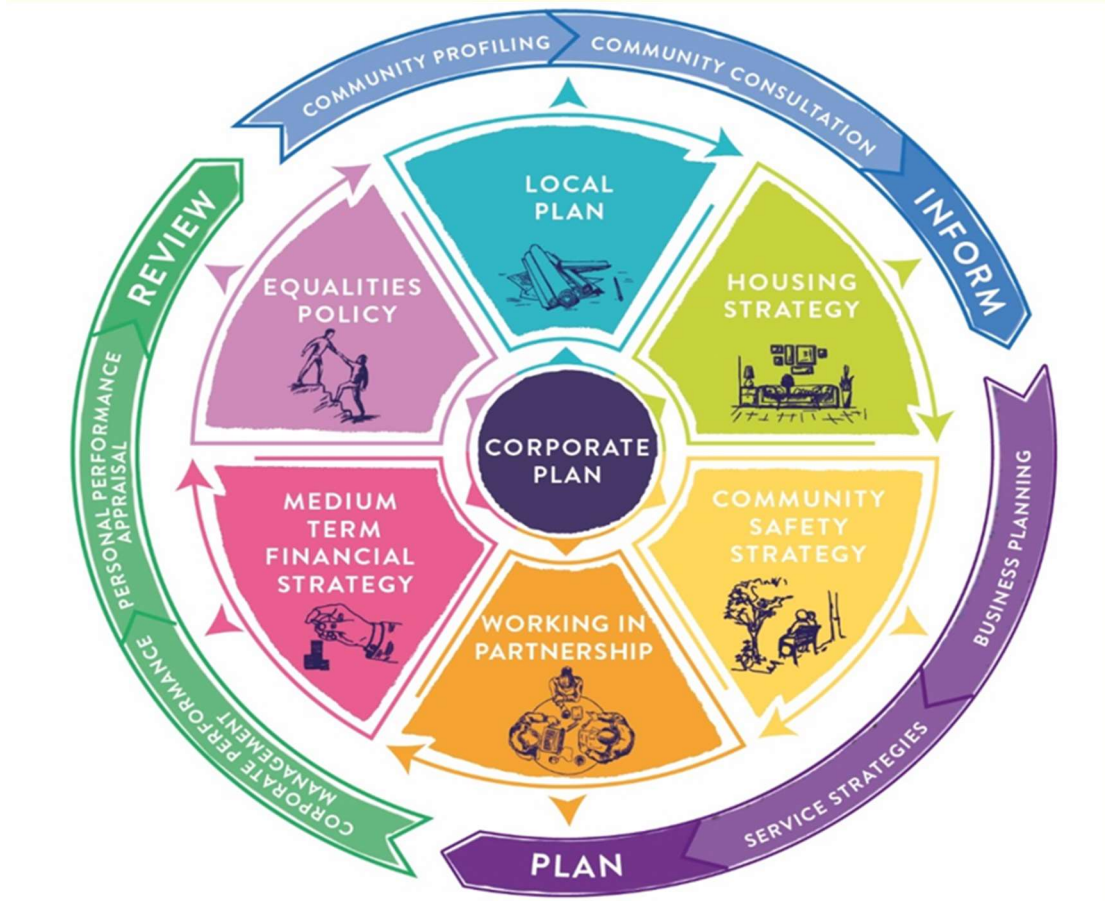 COMMUNITY PROFILING
COMMUNITY CONSULTATION
INFORM
BUSINESS PLANNING
SERVICE STRATEGIES
PLAN
CORPORATE PERFORMANCE
MANAGEMENT
PERSONAL PERFORMANCE
APPRAISAL
REVIEW
LOCAL
PLAN
HOUSING
STRATEGY
COMMUNITY
SAFETY
STRATEGY
WORKING IN
PARTNERSHIP
MEDIUM
TERM
FINANCIAL
STRATEGY
EQUALITIES
POLICY
CORPORATE
PLAN